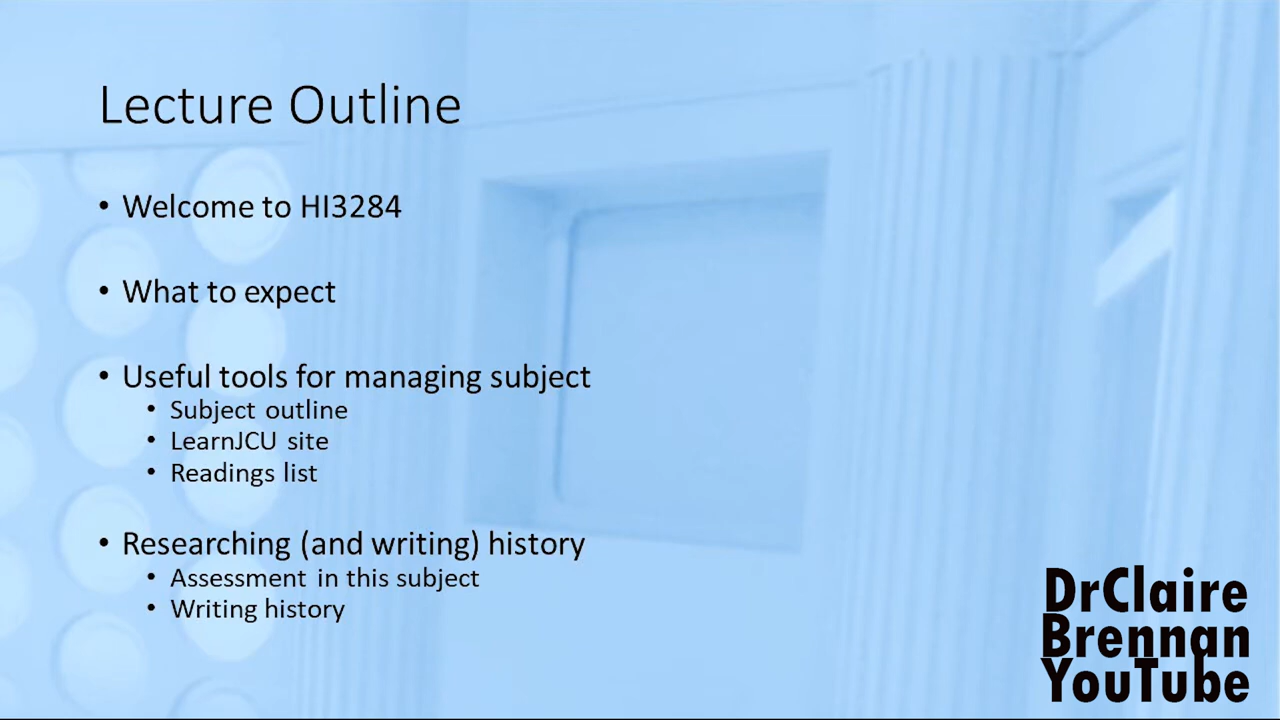 Lecture Outline
• Welcome to HI3284
• What to expect
• Useful tools for managing subject
• Subject outline
• LearnJCU site
• Readings list
• Researching (and writing) history
• Assessment in this subject
• Writing history
DrClaire
Brennan
YouTube